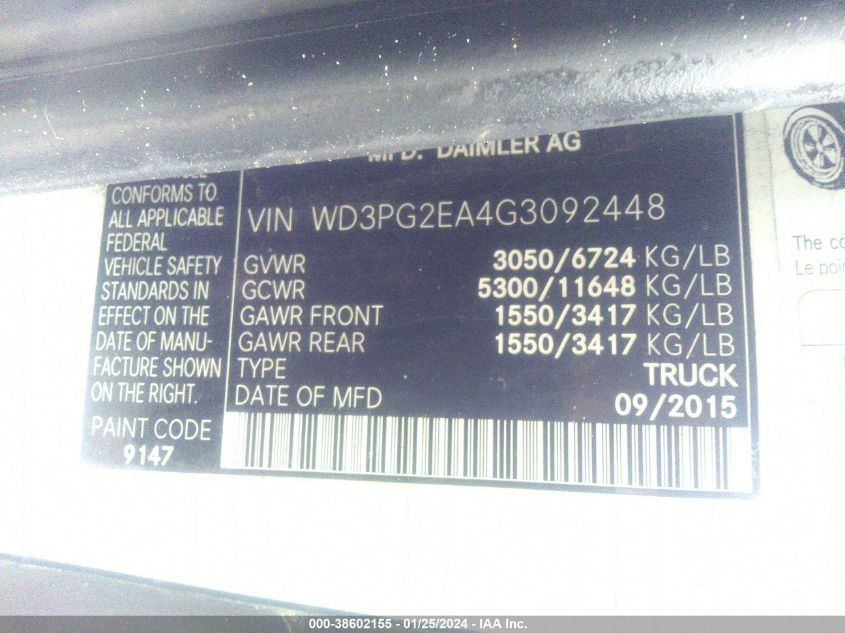 MFD. DAIMLER AG
CONFORMS TO
ALL APPLICABLE
FEDERAL
VEHICLE SAFETY
STANDARDS IN
EFFECT ON THE
DATE OF MANU-
FACTURE SHOWN
ON THE RIGHT.
PAINT CODE
9147
VIN WD3PG2EA4G3092448
GVWR 3050/6724 KG/LB
GCWR 5300/11648 KG/LB
GAWR FRONT 1550/3417 KG/LB
GAWR REAR 1550/3417 KG/LB
TYPE TRUCK
DATE OF MFD 09/2015
The co
Le poi
000-38602155 - 01/25/2024 - IAA Inc.